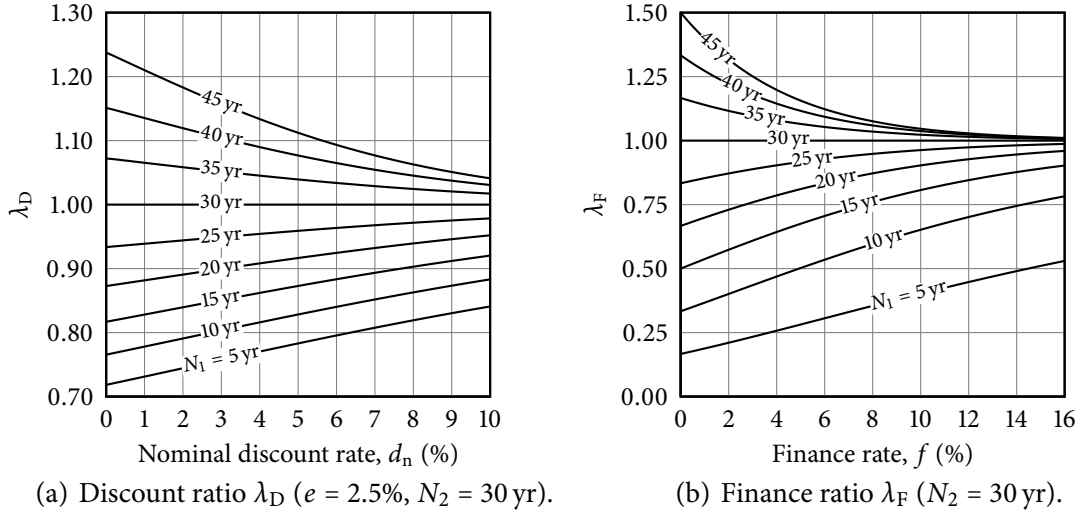 1.30
1.20
1.10
1.00
0.90
0.80
0.70
λD
45 yr
40 yr
35 yr
30 yr
25 yr
20 yr
15 yr
10 yr
N1 = 5 yr
0 1 2 3 4 5 6 7 8 9 10
Nominal discount rate, dn (%)
(a) Discount ratio λD (e = 2.5%, N2 = 30 yr).
1.50
1.25
1.00
0.75
0.50
0.25
0.00
λF
45 yr
40 yr
35 yr
30 yr
25 yr
20 yr
15 yr
10 yr
N1 = 5 yr
0 2 4 6 8 10 12 14 16
Finance rate, f (%)
(b) Finance ratio λF (N2 = 30 yr).